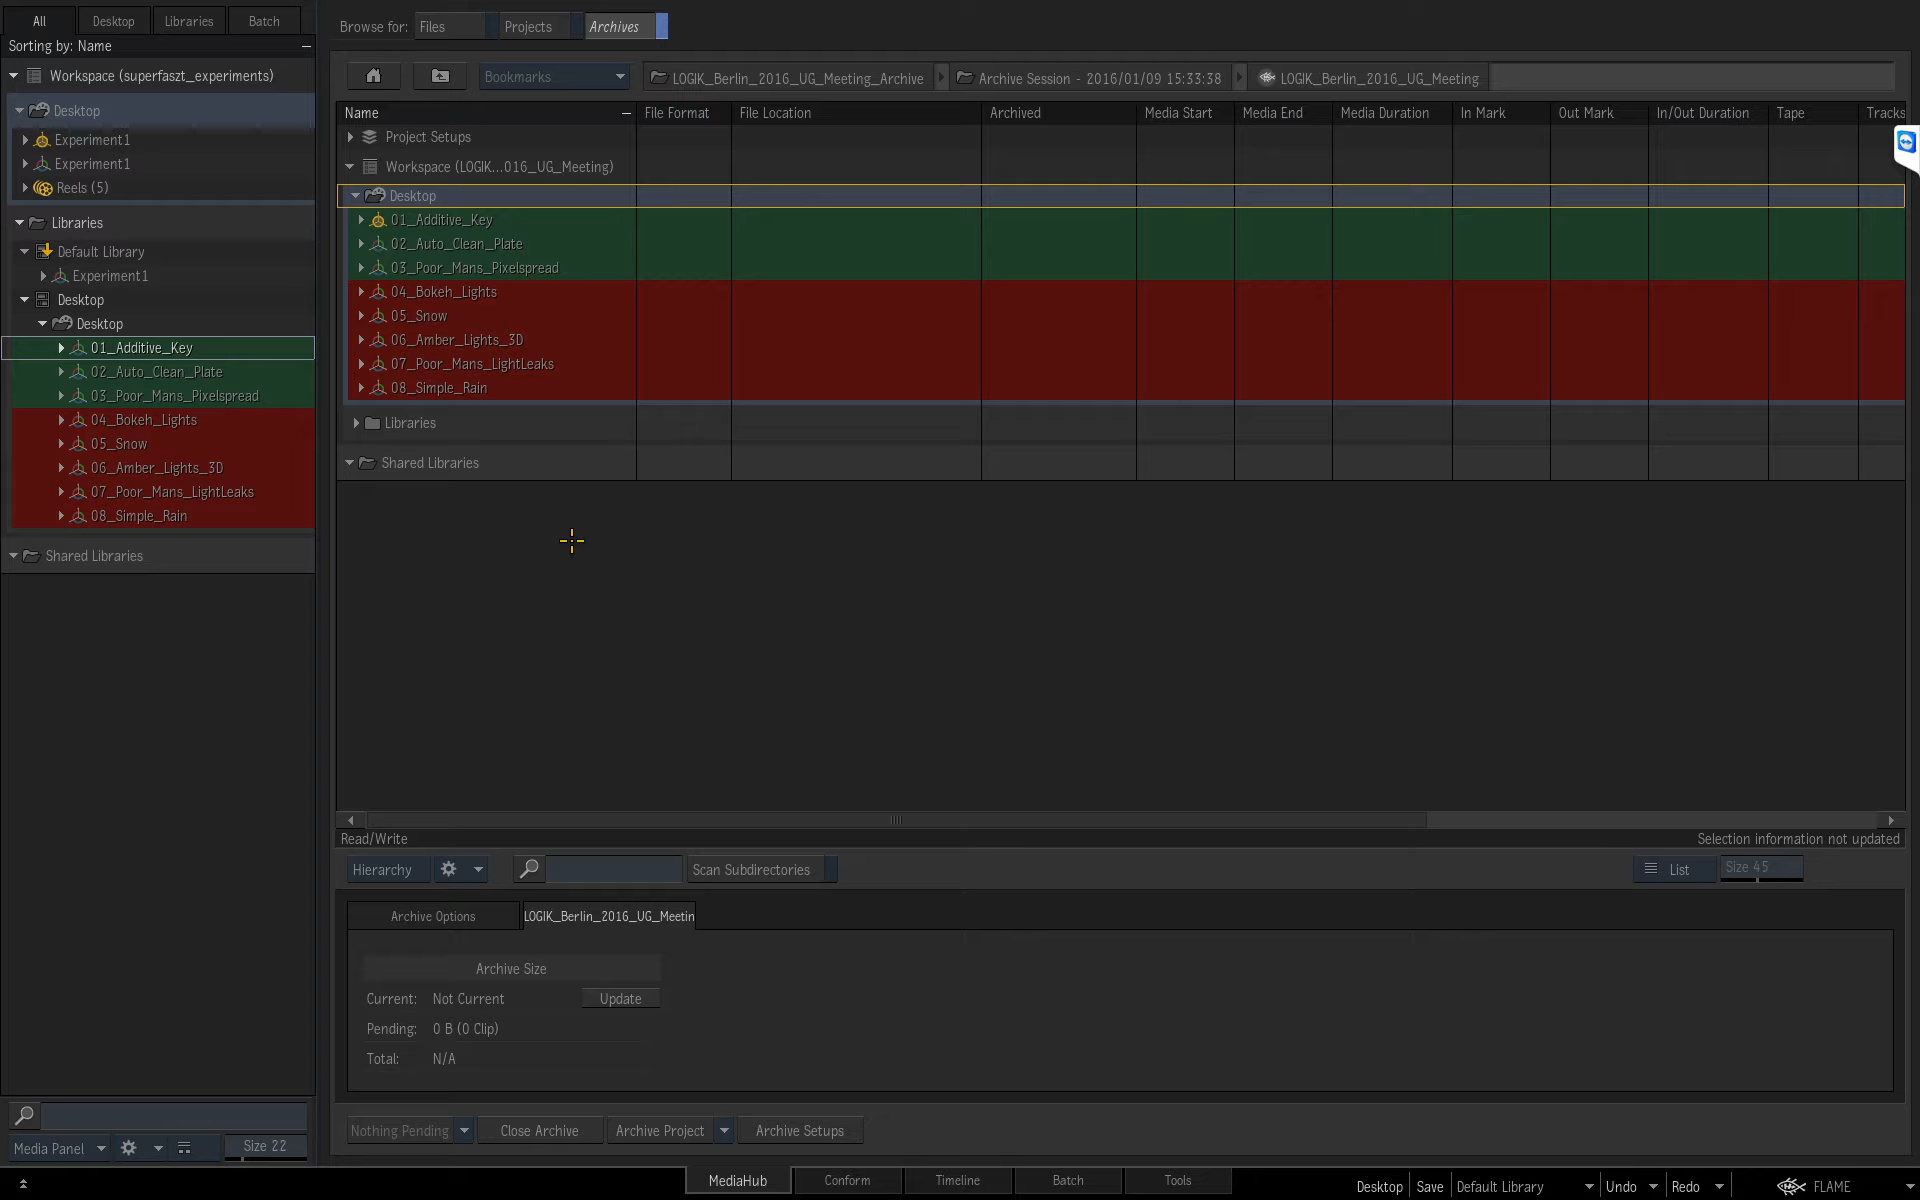 All Desktop Libraries Batch
Sorting by: Name
Workspace (superfaszt_experiments)
Desktop
Experiment1
Experiment1
Reels (5)
Libraries
Default Library
Experiment1
Desktop
Desktop
01_Additive_Key
02_Auto_Clean_Plate
03_Poor_Mans_Pixelspread
04_Bokeh_Lights
05_Snow
06_Amber_Lights_3D
07_Poor_Mans_LightLeaks
08_Simple_Rain
Shared Libraries
Media Panel Size 22
Browse for: Files Projects Archives
Bookmarks LOGIK_Berlin_2016_UG_Meeting_Archive Archive Session - 2016/01/09 15:33:38 LOGIK_Berlin_2016_UG_Meeting
Name File Format File Location Archived Media Start Media End Media Duration In Mark Out Mark In/Out Duration Tape Tracks
Project Setups
Workspace (LOGIK...016_UG_Meeting)
Desktop
01_Additive_Key
02_Auto_Clean_Plate
03_Poor_Mans_Pixelspread
04_Bokeh_Lights
05_Snow
06_Amber_Lights_3D
07_Poor_Mans_LightLeaks
08_Simple_Rain
Libraries
Shared Libraries
Read/Write Selection information not updated
Hierarchy Scan Subdirectories List Size 45
Archive Options LOGIK_Berlin_2016_UG_Meetin
Archive Size
Current: Not Current Update
Pending: 0 B (0 Clip)
Total: N/A
Nothing Pending Close Archive Archive Project Archive Setups
MediaHub Conform Timeline Batch Tools Desktop Save Default Library Undo Redo FLAME